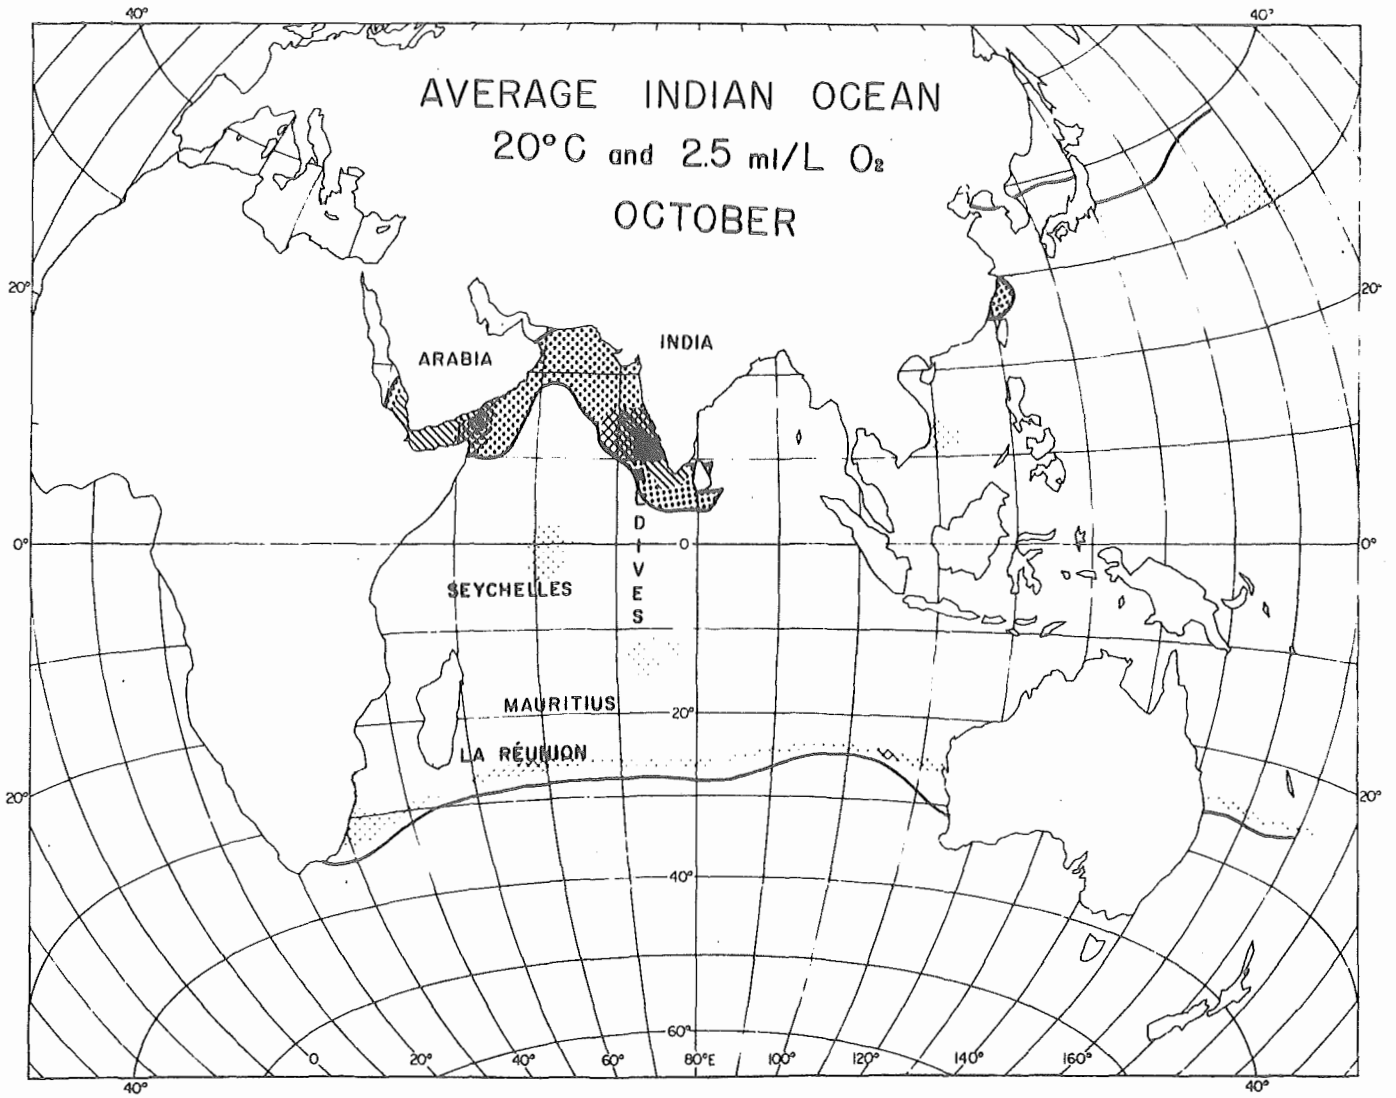 40° 40°
AVERAGE INDIAN OCEAN
20°C and 2.5 ml/L O₂
OCTOBER
20° 20°
INDIA
ARABIA
L
D
I
V
E
S
0° 0 0°
SEYCHELLES
MAURITIUS
20°
LA RÉUNION
20° 20°
40°
60°
0 20° 40° 60° 80°E 100° 120° 140° 160°
40° 40°